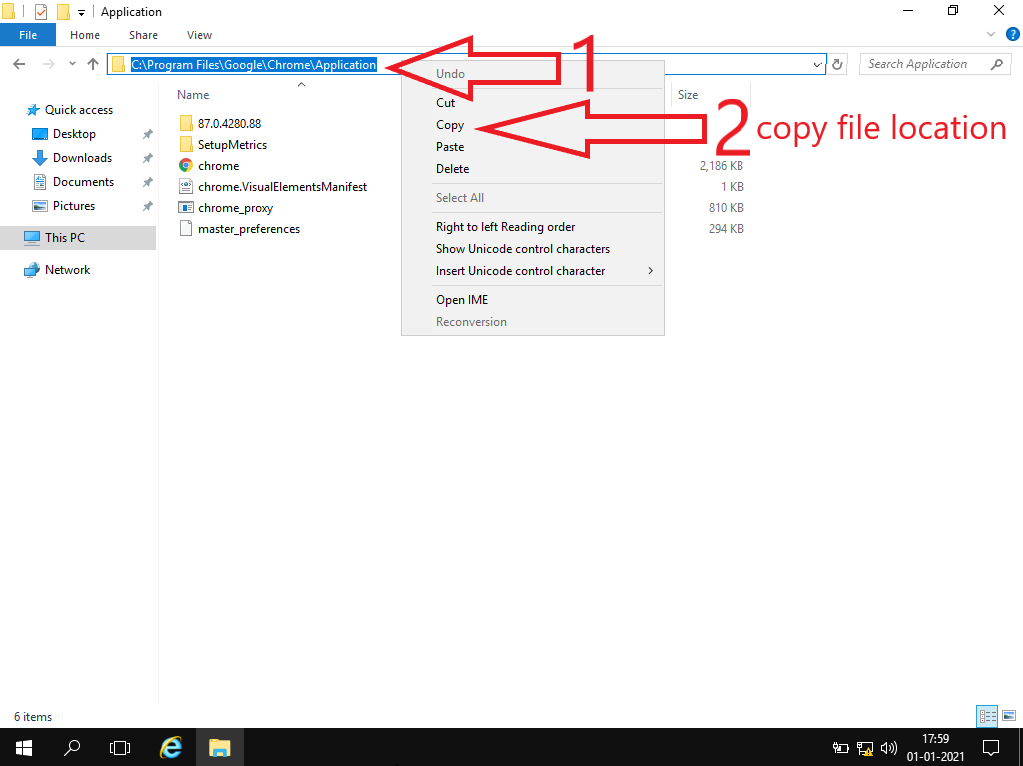 Application
File Home Share View
C:\Program Files\Google\Chrome\Application
Search Application
Name Size
Quick access
Desktop
Downloads
Documents
Pictures
This PC
Network
87.0.4280.88
SetupMetrics
chrome 2,186 KB
chrome.VisualElementsManifest 1 KB
chrome_proxy 810 KB
master_preferences 294 KB
Undo
Cut
Copy
Paste
Delete
Select All
Right to left Reading order
Show Unicode control characters
Insert Unicode control character
Open IME
Reconversion
1
2 copy file location
6 items
17:59
01-01-2021